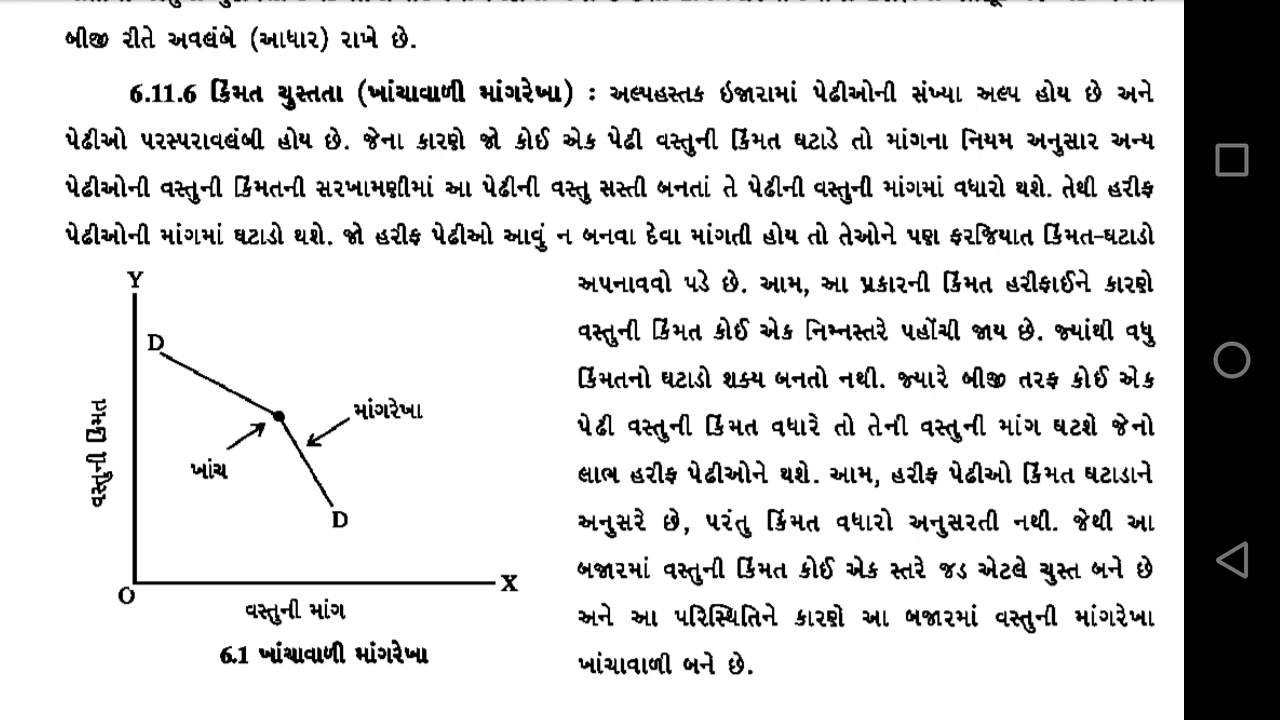 બીજી રીતે અવલંબે (આધાર) રાખે છે.
6.11.6 કિંમત ચુસ્તતા (ખાંચાવાળી માંગરેખા) : અલ્પહસ્તક ઇજારામાં પેઢીઓની સંખ્યા અલ્પ હોય છે અને
પેઢીઓ પરસ્પરાવલંબી હોય છે. જેના કારણે જો કોઈ એક પેઢી વસ્તુની કિંમત ઘટાડે તો માંગના નિયમ અનુસાર અન્ય
પેઢીઓની વસ્તુની કિંમતની સરખામણીમાં આ પેઢીની વસ્તુ સસ્તી બનતાં તે પેઢીની વસ્તુની માંગમાં વધારો થશે. તેથી હરીફ
પેઢીઓની માંગમાં ઘટાડો થશે. જો હરીફ પેઢીઓ આવું ન બનવા દેવા માંગતી હોય તો તેઓને પણ ફરજિયાત કિંમત-ઘટાડો
અપનાવવો પડે છે. આમ, આ પ્રકારની કિંમત હરીફાઈને કારણે
વસ્તુની કિંમત કોઈ એક નિમ્નસ્તરે પહોંચી જાય છે. જ્યાંથી વધુ
કિંમતનો ઘટાડો શક્ય બનતો નથી. જ્યારે બીજી તરફ કોઈ એક
પેઢી વસ્તુની કિંમત વધારે તો તેની વસ્તુની માંગ ઘટશે જેનો
લાભ હરીફ પેઢીઓને થશે. આમ, હરીફ પેઢીઓ કિંમત ઘટાડાને
અનુસરે છે, પરંતુ કિંમત વધારો અનુસરતી નથી. જેથી આ
બજારમાં વસ્તુની કિંમત કોઈ એક સ્તરે જડ એટલે ચુસ્ત બને છે
અને આ પરિસ્થિતિને કારણે આ બજારમાં વસ્તુની માંગરેખા
ખાંચાવાળી બને છે.
Y
D
માંગરેખા
ખાંચ
D
વસ્તુની કિંમત
O
X
વસ્તુની માંગ
6.1 ખાંચાવાળી માંગરેખા